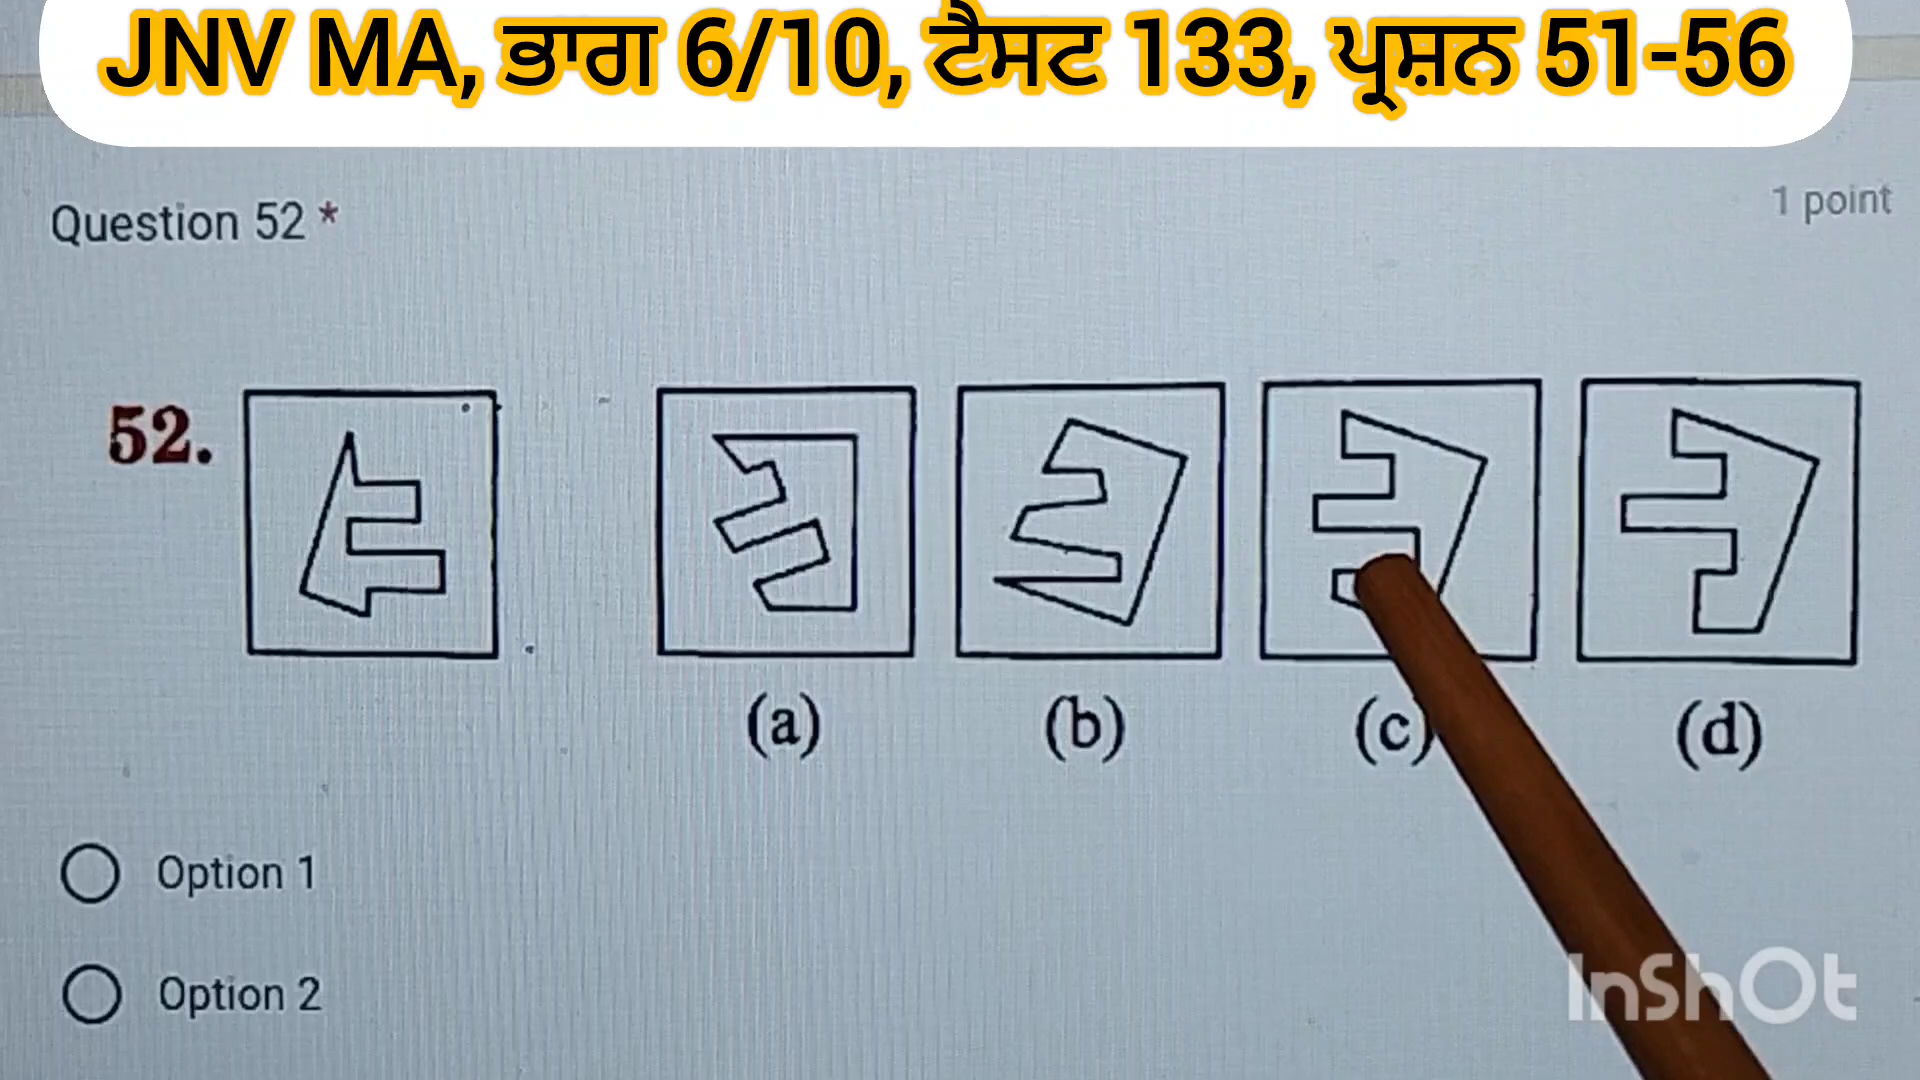 JNV MA, ਭਾਗ 6/10, ਟੈਸਟ 133, ਪ੍ਰਸ਼ਨ 51-56
Question 52 *
1 point
52.
(a) (b) (c) (d)
Option 1
Option 2
InShOt